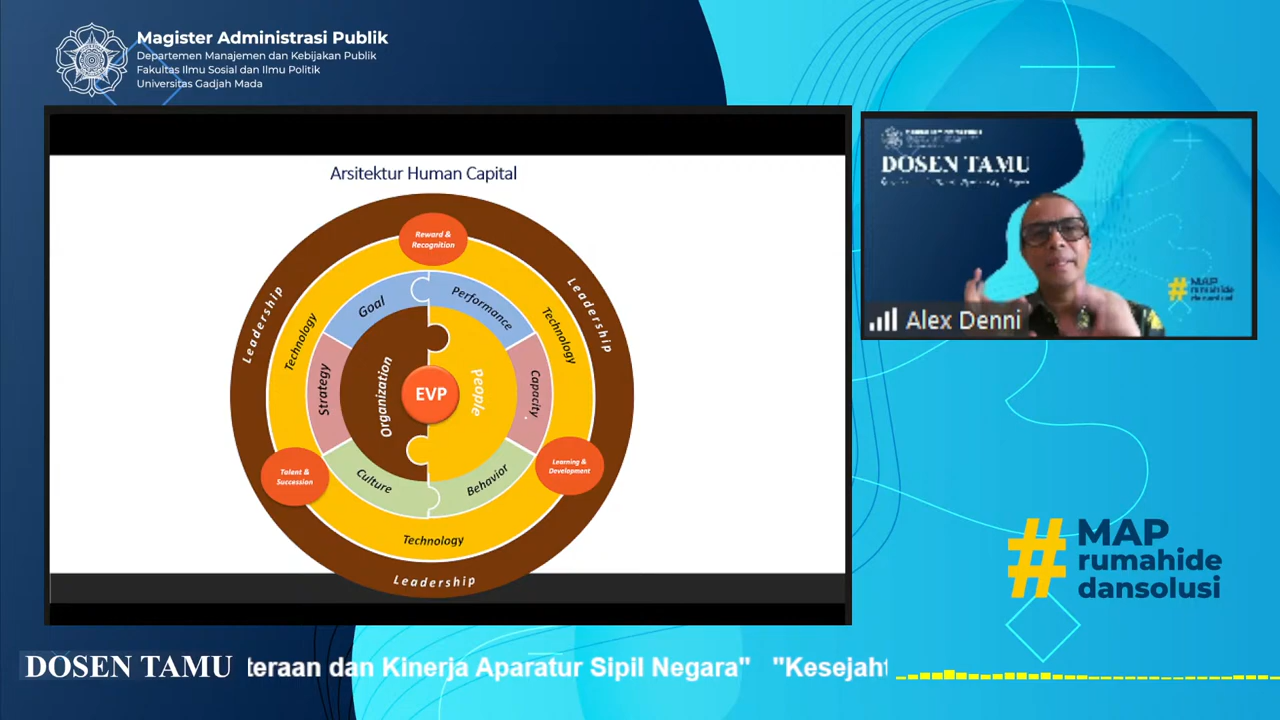 Magister Administrasi Publik
Departemen Manajemen dan Kebijakan Publik
Fakultas Ilmu Sosial dan Ilmu Politik
Universitas Gadjah Mada
Arsitektur Human Capital
Reward &
Recognition
Leadership
Leadership
Technology
Technology
Goal
Performance
Strategy
Organization
EVP
People
Capacity
Talent &
Succession
Learning &
Development
Culture
Behavior
Technology
Leadership
DOSEN TAMU
#MAP
rumahide
dansolusi
Alex Denni
#MAP
rumahide
dansolusi
DOSEN TAMU
teraan dan Kinerja Aparatur Sipil Negara" "Kesejaht